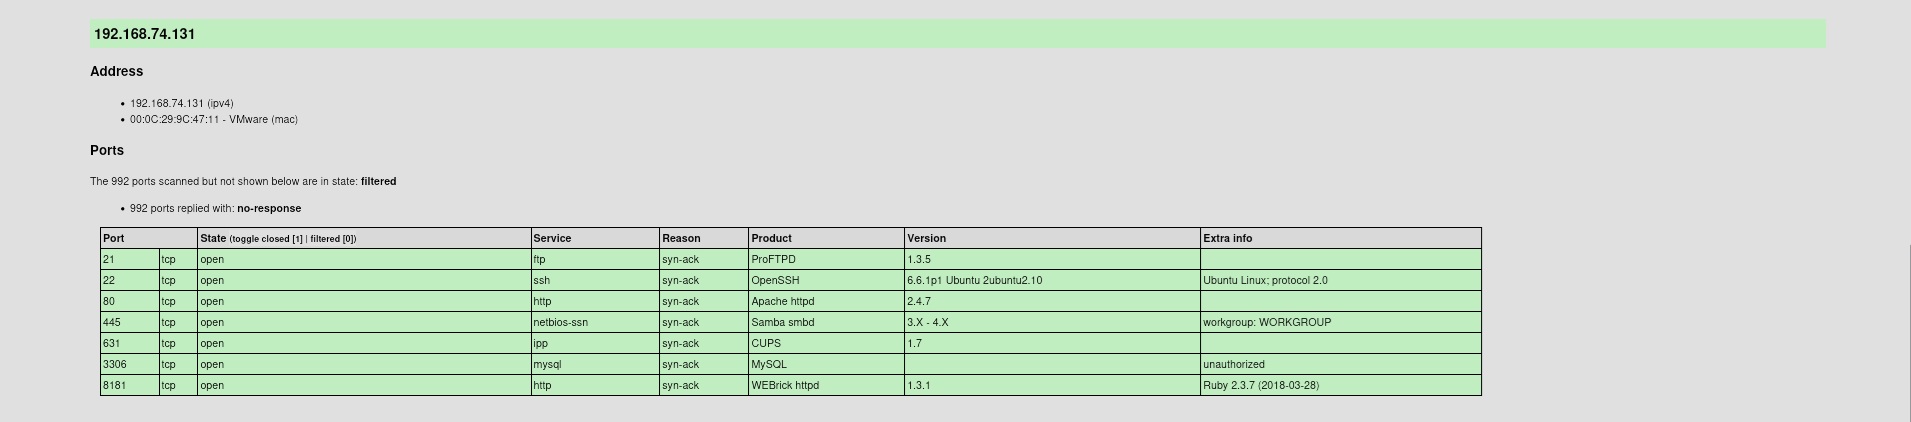 192.168.74.131
Address
• 192.168.74.131 (ipv4)
• 00:0C:29:9C:47:11 - VMware (mac)
Ports
The 992 ports scanned but not shown below are in state: filtered
• 992 ports replied with: no-response
Port State (toggle closed [1] | filtered [0]) Service Reason Product Version Extra info
21 tcp open ftp syn-ack ProFTPD 1.3.5
22 tcp open ssh syn-ack OpenSSH 6.6.1p1 Ubuntu 2ubuntu2.10 Ubuntu Linux; protocol 2.0
80 tcp open http syn-ack Apache httpd 2.4.7
445 tcp open netbios-ssn syn-ack Samba smbd 3.X - 4.X workgroup: WORKGROUP
631 tcp open ipp syn-ack CUPS 1.7
3306 tcp open mysql syn-ack MySQL unauthorized
8181 tcp open http syn-ack WEBrick httpd 1.3.1 Ruby 2.3.7 (2018-03-28)